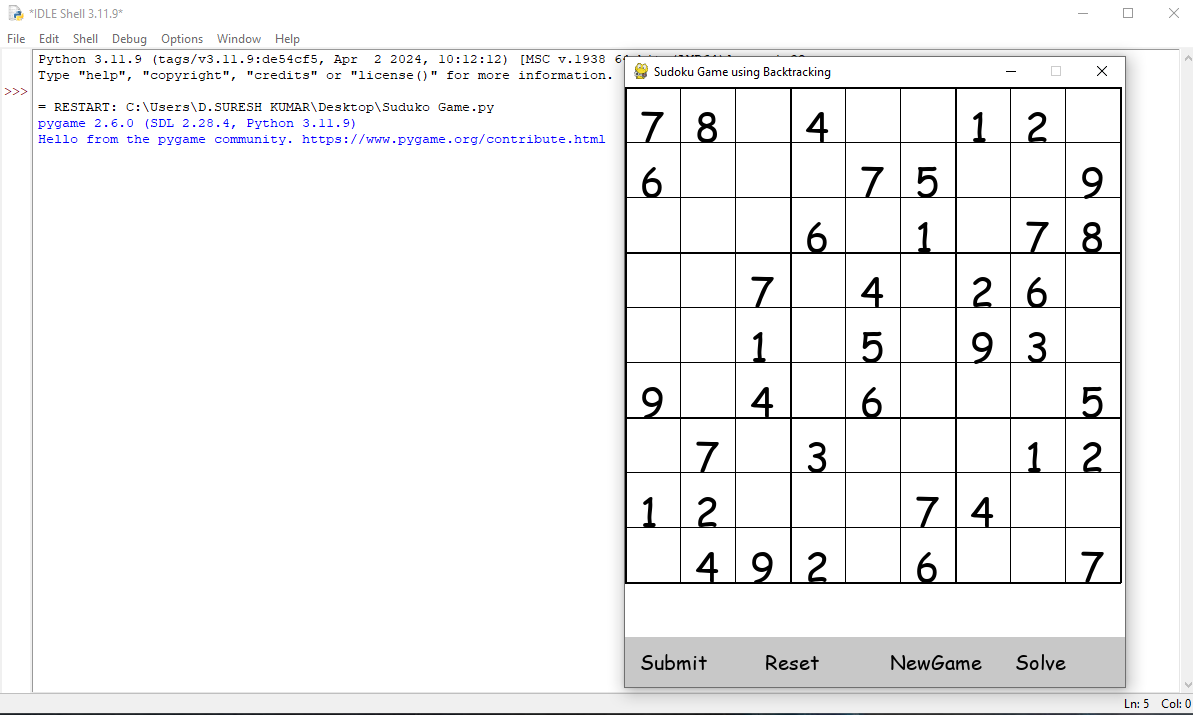 *IDLE Shell 3.11.9*
File Edit Shell Debug Options Window Help
Python 3.11.9 (tags/v3.11.9:de54cf5, Apr  2 2024, 10:12:12) [MSC v.1938 6
Type "help", "copyright", "credits" or "license()" for more information.
>>>
= RESTART: C:\Users\D.SURESH KUMAR\Desktop\Suduko Game.py
pygame 2.6.0 (SDL 2.28.4, Python 3.11.9)
Hello from the pygame community. https://www.pygame.org/contribute.html
Sudoku Game using Backtracking
7 8 4 1 2
6 7 5 9
6 1 7 8
7 4 2 6
1 5 9 3
9 4 6 5
7 3 1 2
1 2 7 4
4 9 2 6 7
Submit Reset NewGame Solve
Ln: 5 Col: 0